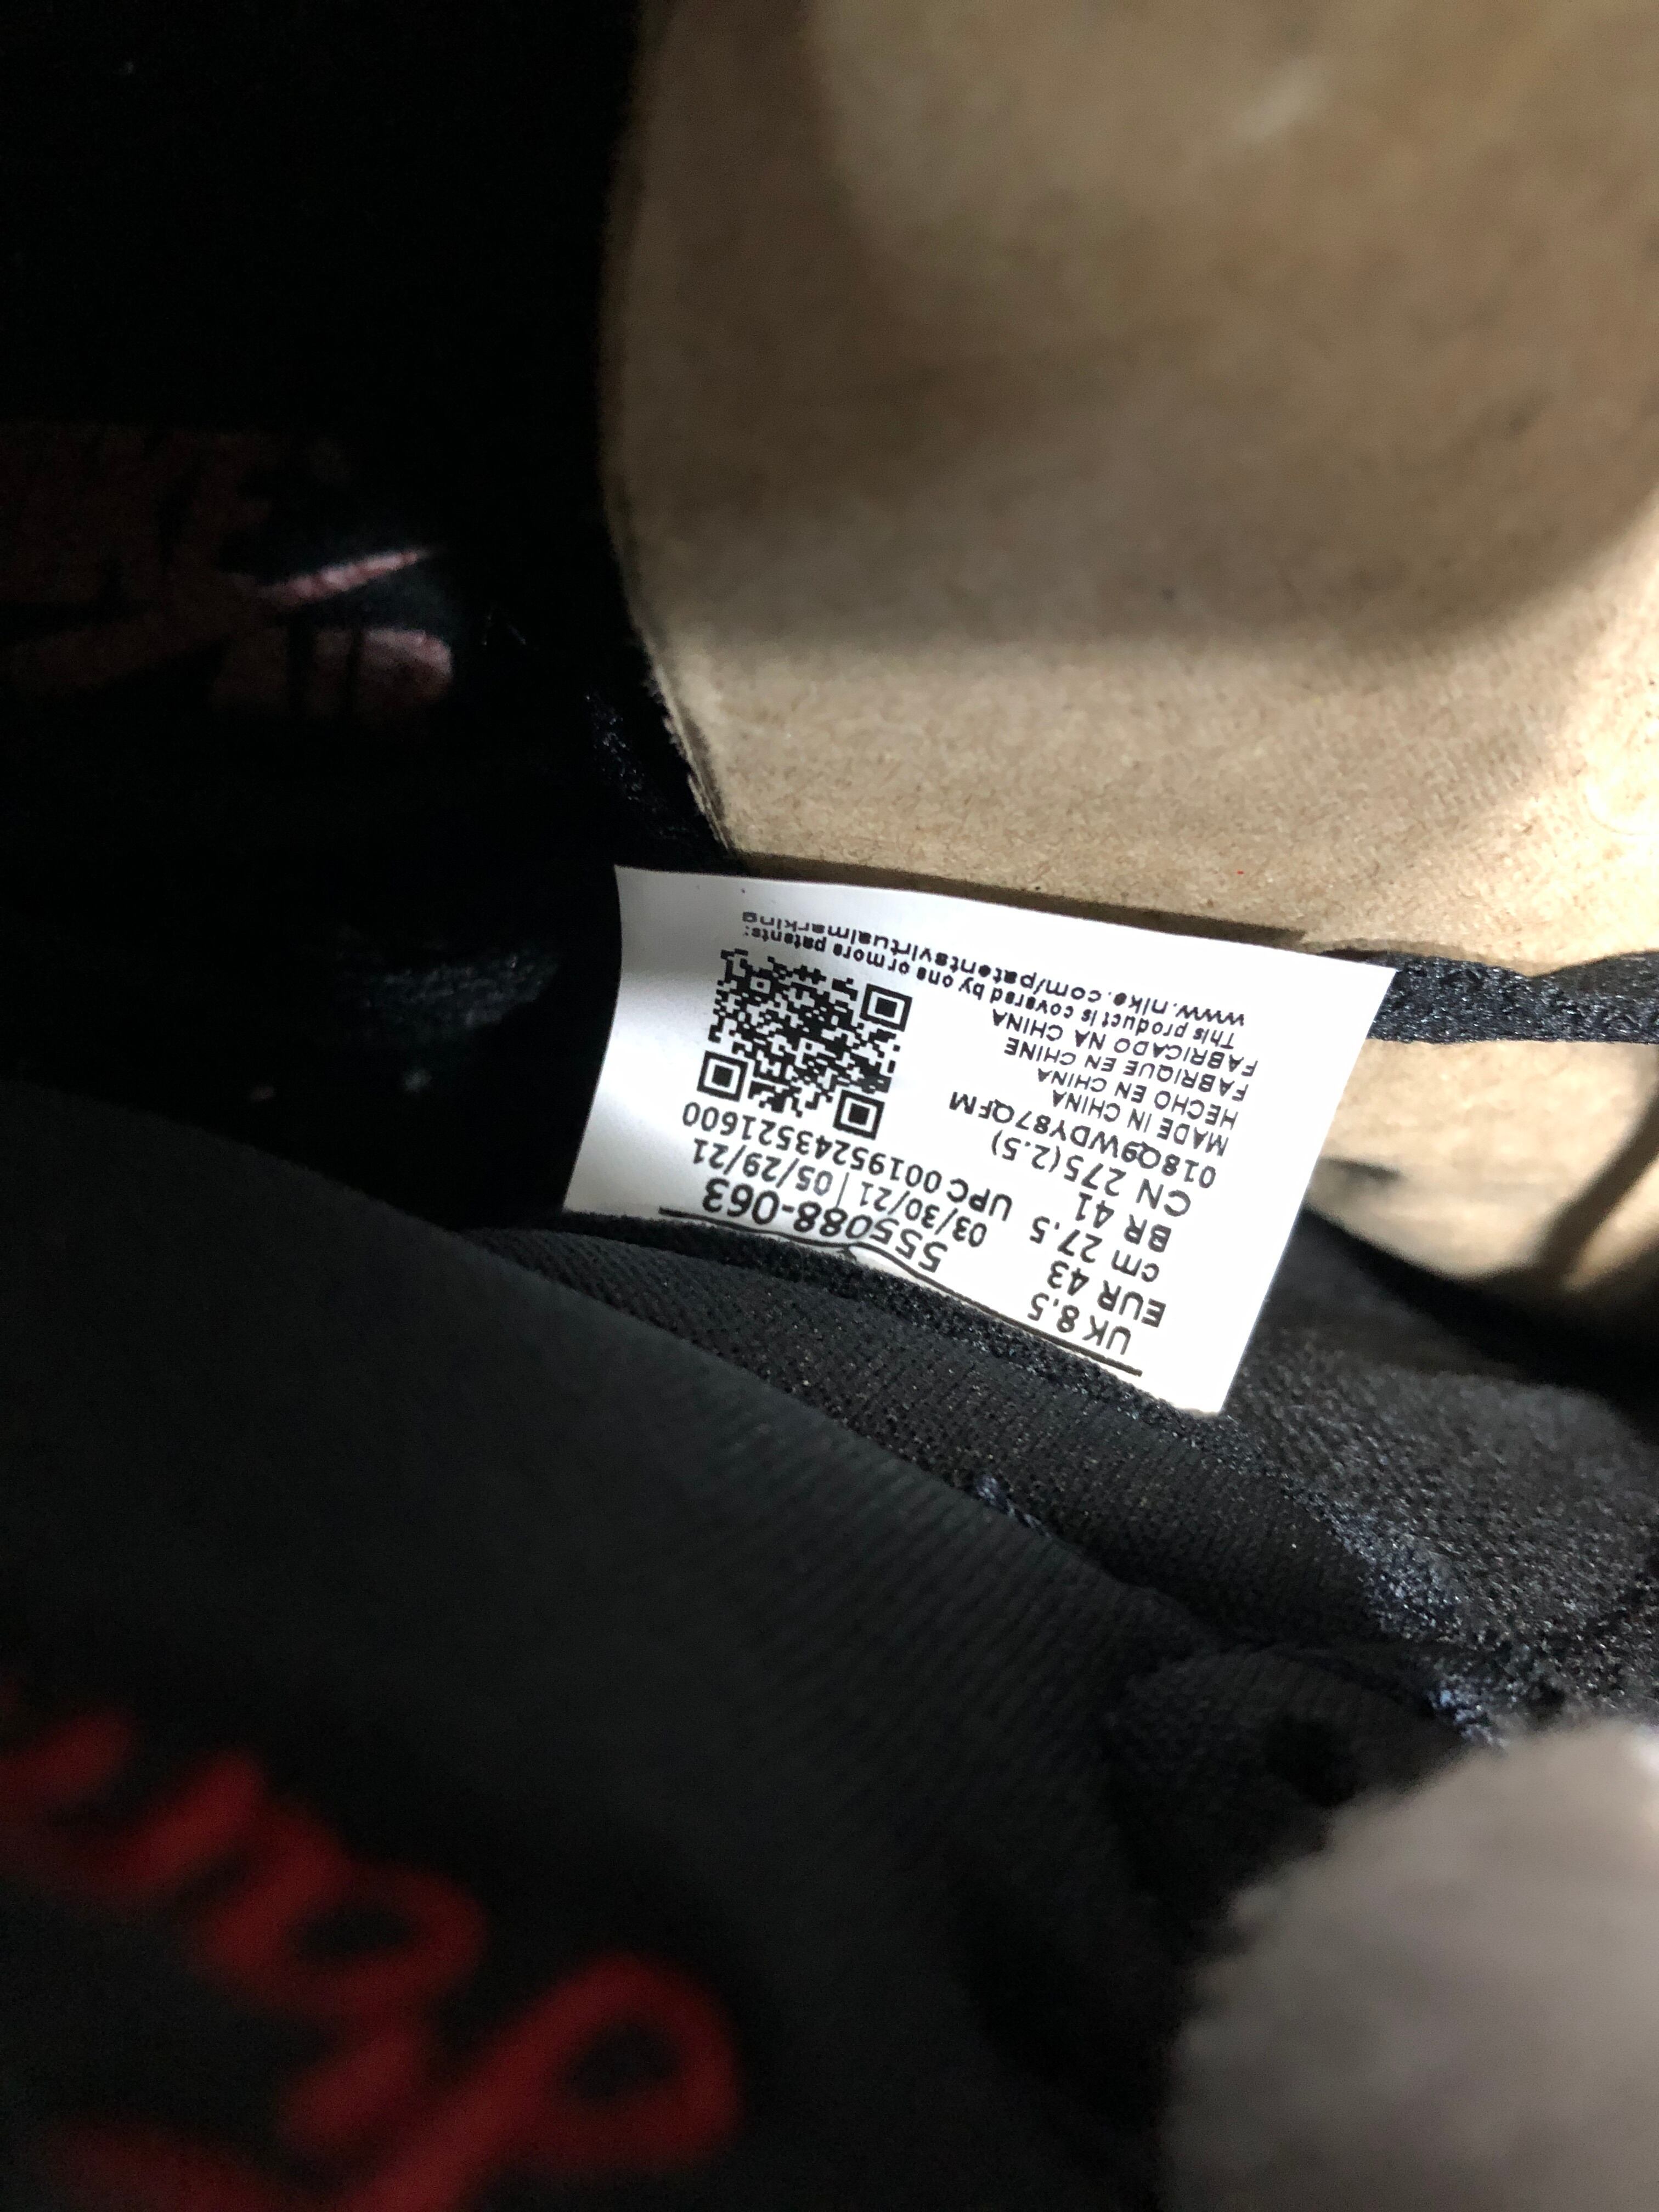 UK 8.5
EUR 43
cm 27.5
BR 41
CN 275(2.5)
555088-063
03/30/21 | 05/29/21
UPC 00195243521600
018Q9WDY87QFM
MADE IN CHINA
HECHO EN CHINA
FABRIQUE EN CHINE
FABRICADO NA CHINA
This product is covered by one or more patents:
www.nike.com/patentsvirtualmarking